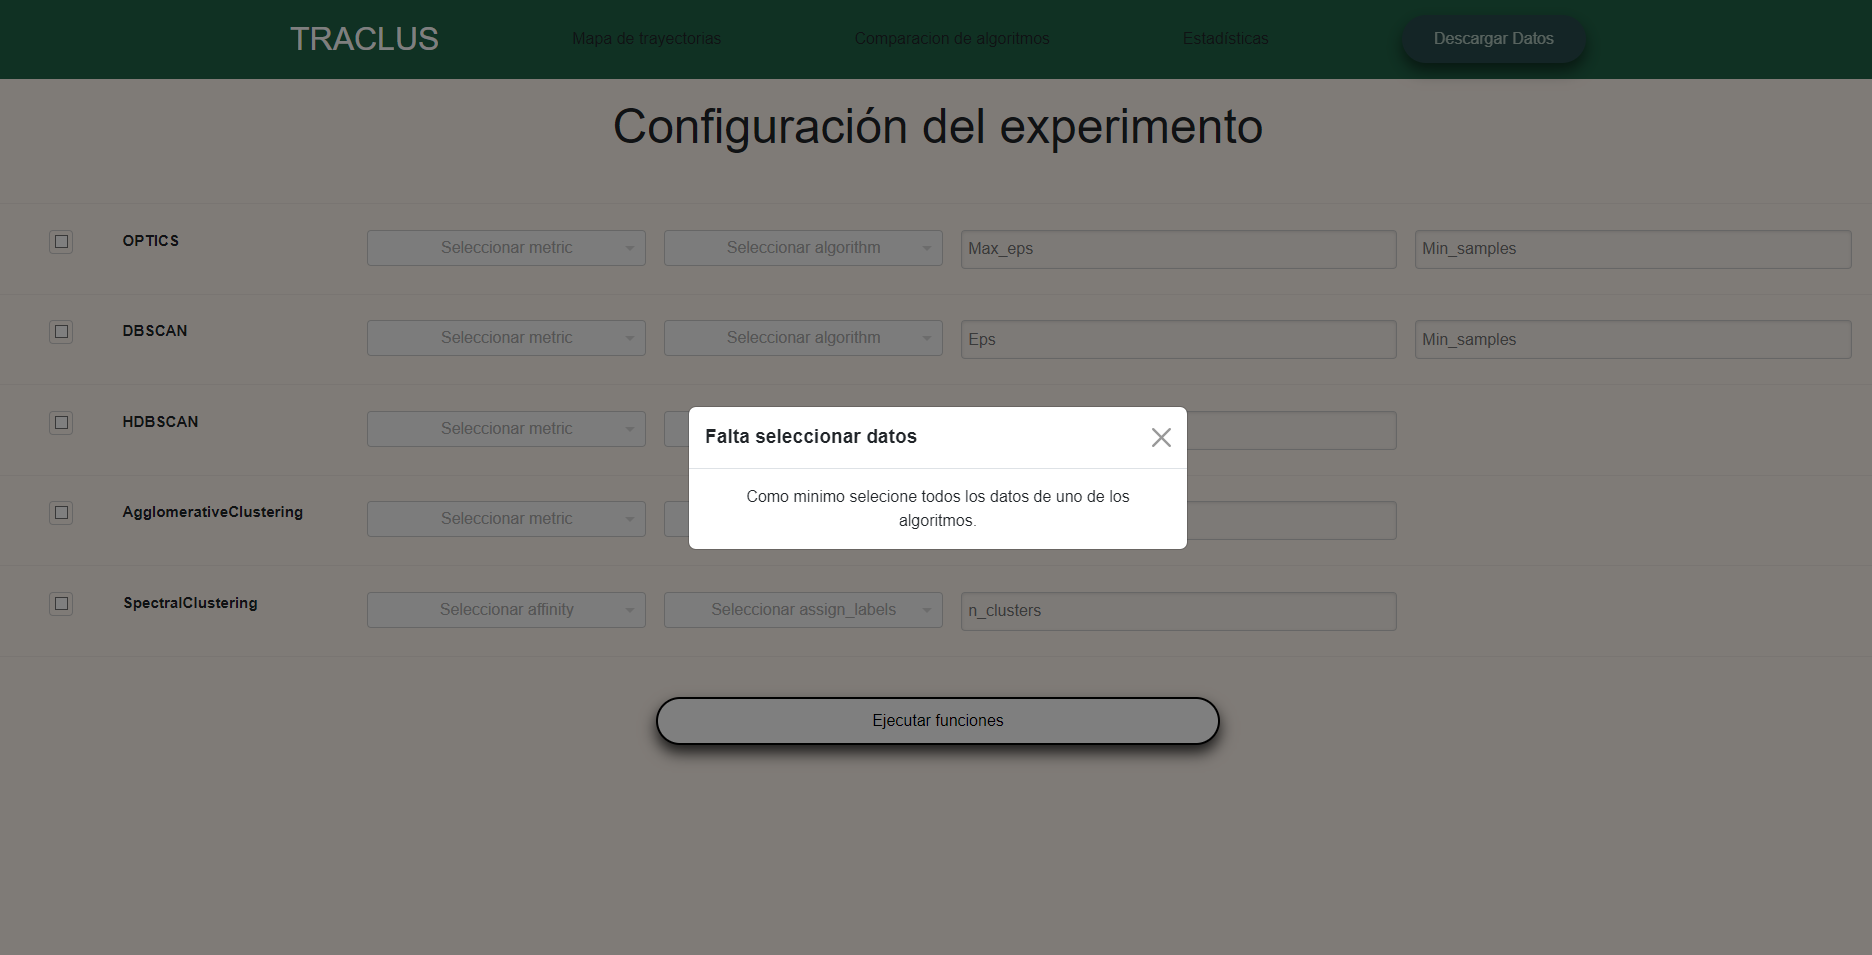 TRACLUS Mapa de trayectorias Comparacion de algoritmos Estadísticas Descargar Datos
Configuración del experimento
OPTICS Seleccionar metric Seleccionar algorithm Max_eps Min_samples
DBSCAN Seleccionar metric Seleccionar algorithm Eps Min_samples
HDBSCAN Seleccionar metric
Falta seleccionar datos
Como minimo selecione todos los datos de uno de los
algoritmos.
AgglomerativeClustering Seleccionar metric
SpectralClustering Seleccionar affinity Seleccionar assign_labels n_clusters
Ejecutar funciones